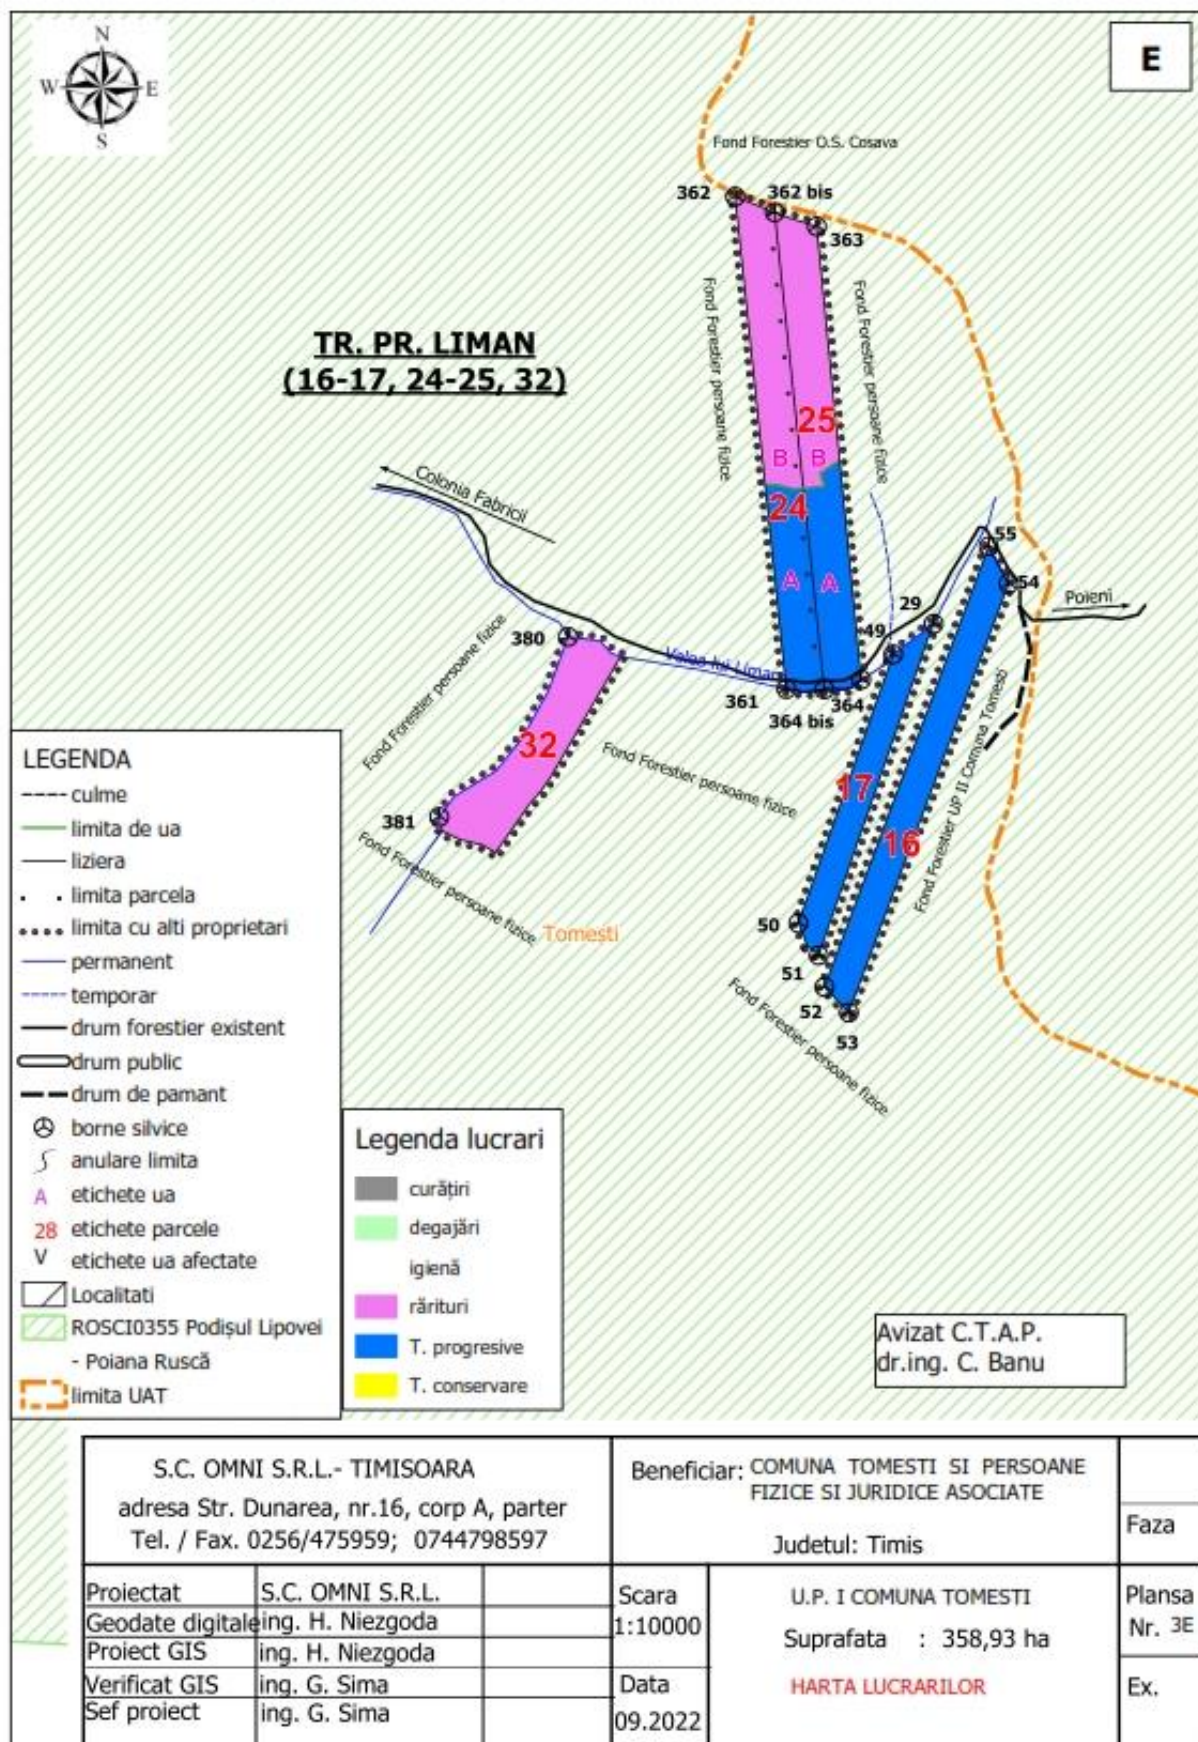 N
W E
S
E
Fond Forestier O.S. Cosava
362
362 bis
363
Fond Forestier persoane fizice
Fond Forestier persoane fizice
TR. PR. LIMAN
(16-17, 24-25, 32)
25
B B
24
Colonia Fabricii
A A
55
54
Poieni
29
49
380
Fond Forestier persoane fizice
Valea lui Liman
361
364
364 bis
32
Fond Forestier persoane fizice
17
16
Fond Forestier UP II Comuna Tomesti
381
Fond Forestier persoane fizice
Tomesti
50
51
52
53
Fond Forestier persoane fizice
LEGENDA
culme
limita de ua
liziera
limita parcela
limita cu alti proprietari
permanent
temporar
drum forestier existent
drum public
drum de pamant
borne silvice
anulare limita
A etichete ua
28 etichete parcele
V etichete ua afectate
Localitati
ROSCI0355 Podișul Lipovei
- Poiana Ruscă
limita UAT
Legenda lucrari
curățiri
degajări
igienă
rărituri
T. progresive
T. conservare
Avizat C.T.A.P.
dr.ing. C. Banu
S.C. OMNI S.R.L.- TIMISOARA
adresa Str. Dunarea, nr.16, corp A, parter
Tel. / Fax. 0256/475959; 0744798597
Beneficiar: COMUNA TOMESTI SI PERSOANE
FIZICE SI JURIDICE ASOCIATE
Judetul: Timis
Faza
Proiectat S.C. OMNI S.R.L.
Geodate digitale ing. H. Niezgoda
Proiect GIS ing. H. Niezgoda
Verificat GIS ing. G. Sima
Sef proiect ing. G. Sima
Scara
1:10000
Data
09.2022
U.P. I COMUNA TOMESTI
Suprafata : 358,93 ha
HARTA LUCRARILOR
Plansa
Nr. 3E
Ex.